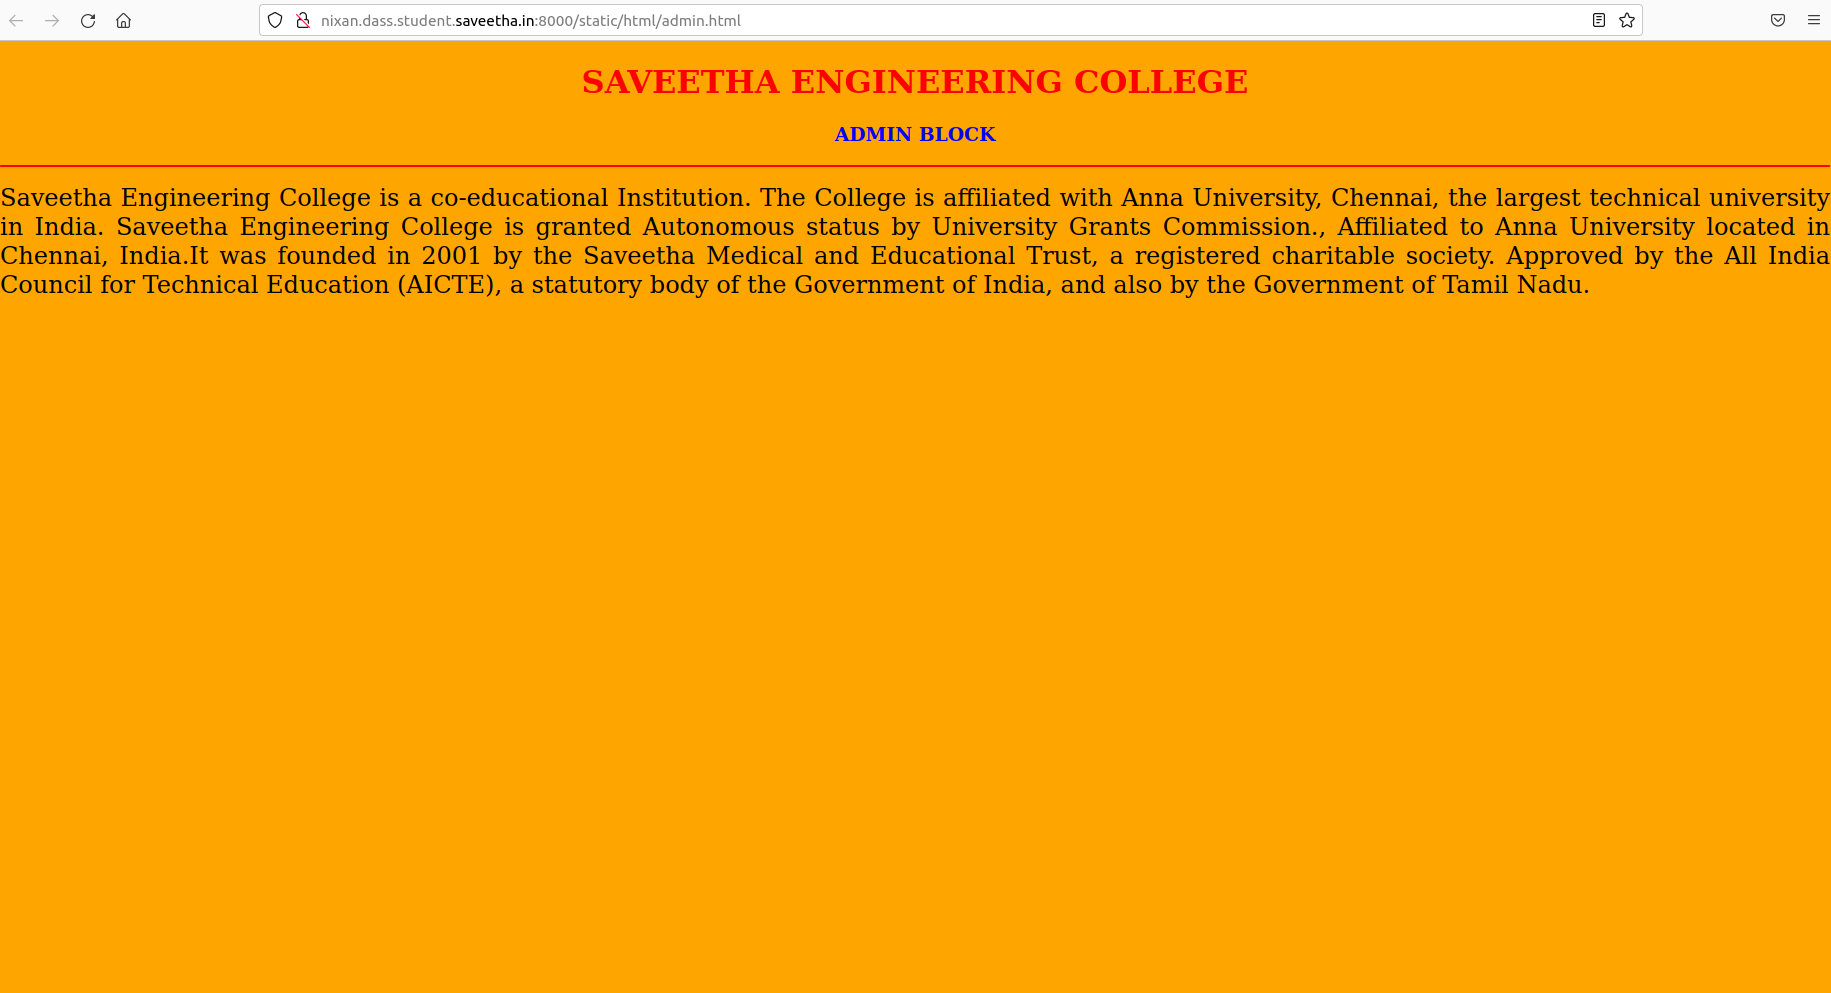 nixan.dass.student.saveetha.in:8000/static/html/admin.html
SAVEETHA ENGINEERING COLLEGE
ADMIN BLOCK
Saveetha Engineering College is a co-educational Institution. The College is affiliated with Anna University, Chennai, the largest technical university
in India. Saveetha Engineering College is granted Autonomous status by University Grants Commission., Affiliated to Anna University located in
Chennai, India.It was founded in 2001 by the Saveetha Medical and Educational Trust, a registered charitable society. Approved by the All India
Council for Technical Education (AICTE), a statutory body of the Government of India, and also by the Government of Tamil Nadu.